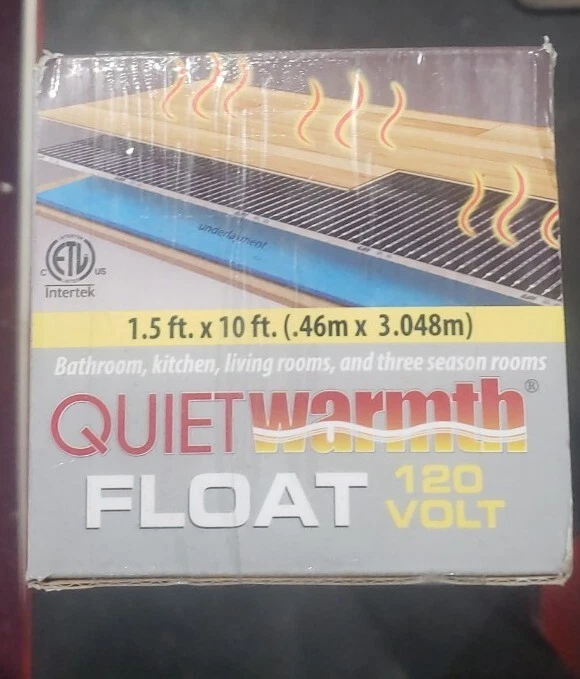 underlayment
ETL
C US
Intertek
1.5 ft. x 10 ft. (.46m x 3.048m)
Bathroom, kitchen, living rooms, and three season rooms
QUIETwarmth®
FLOAT 120 VOLT